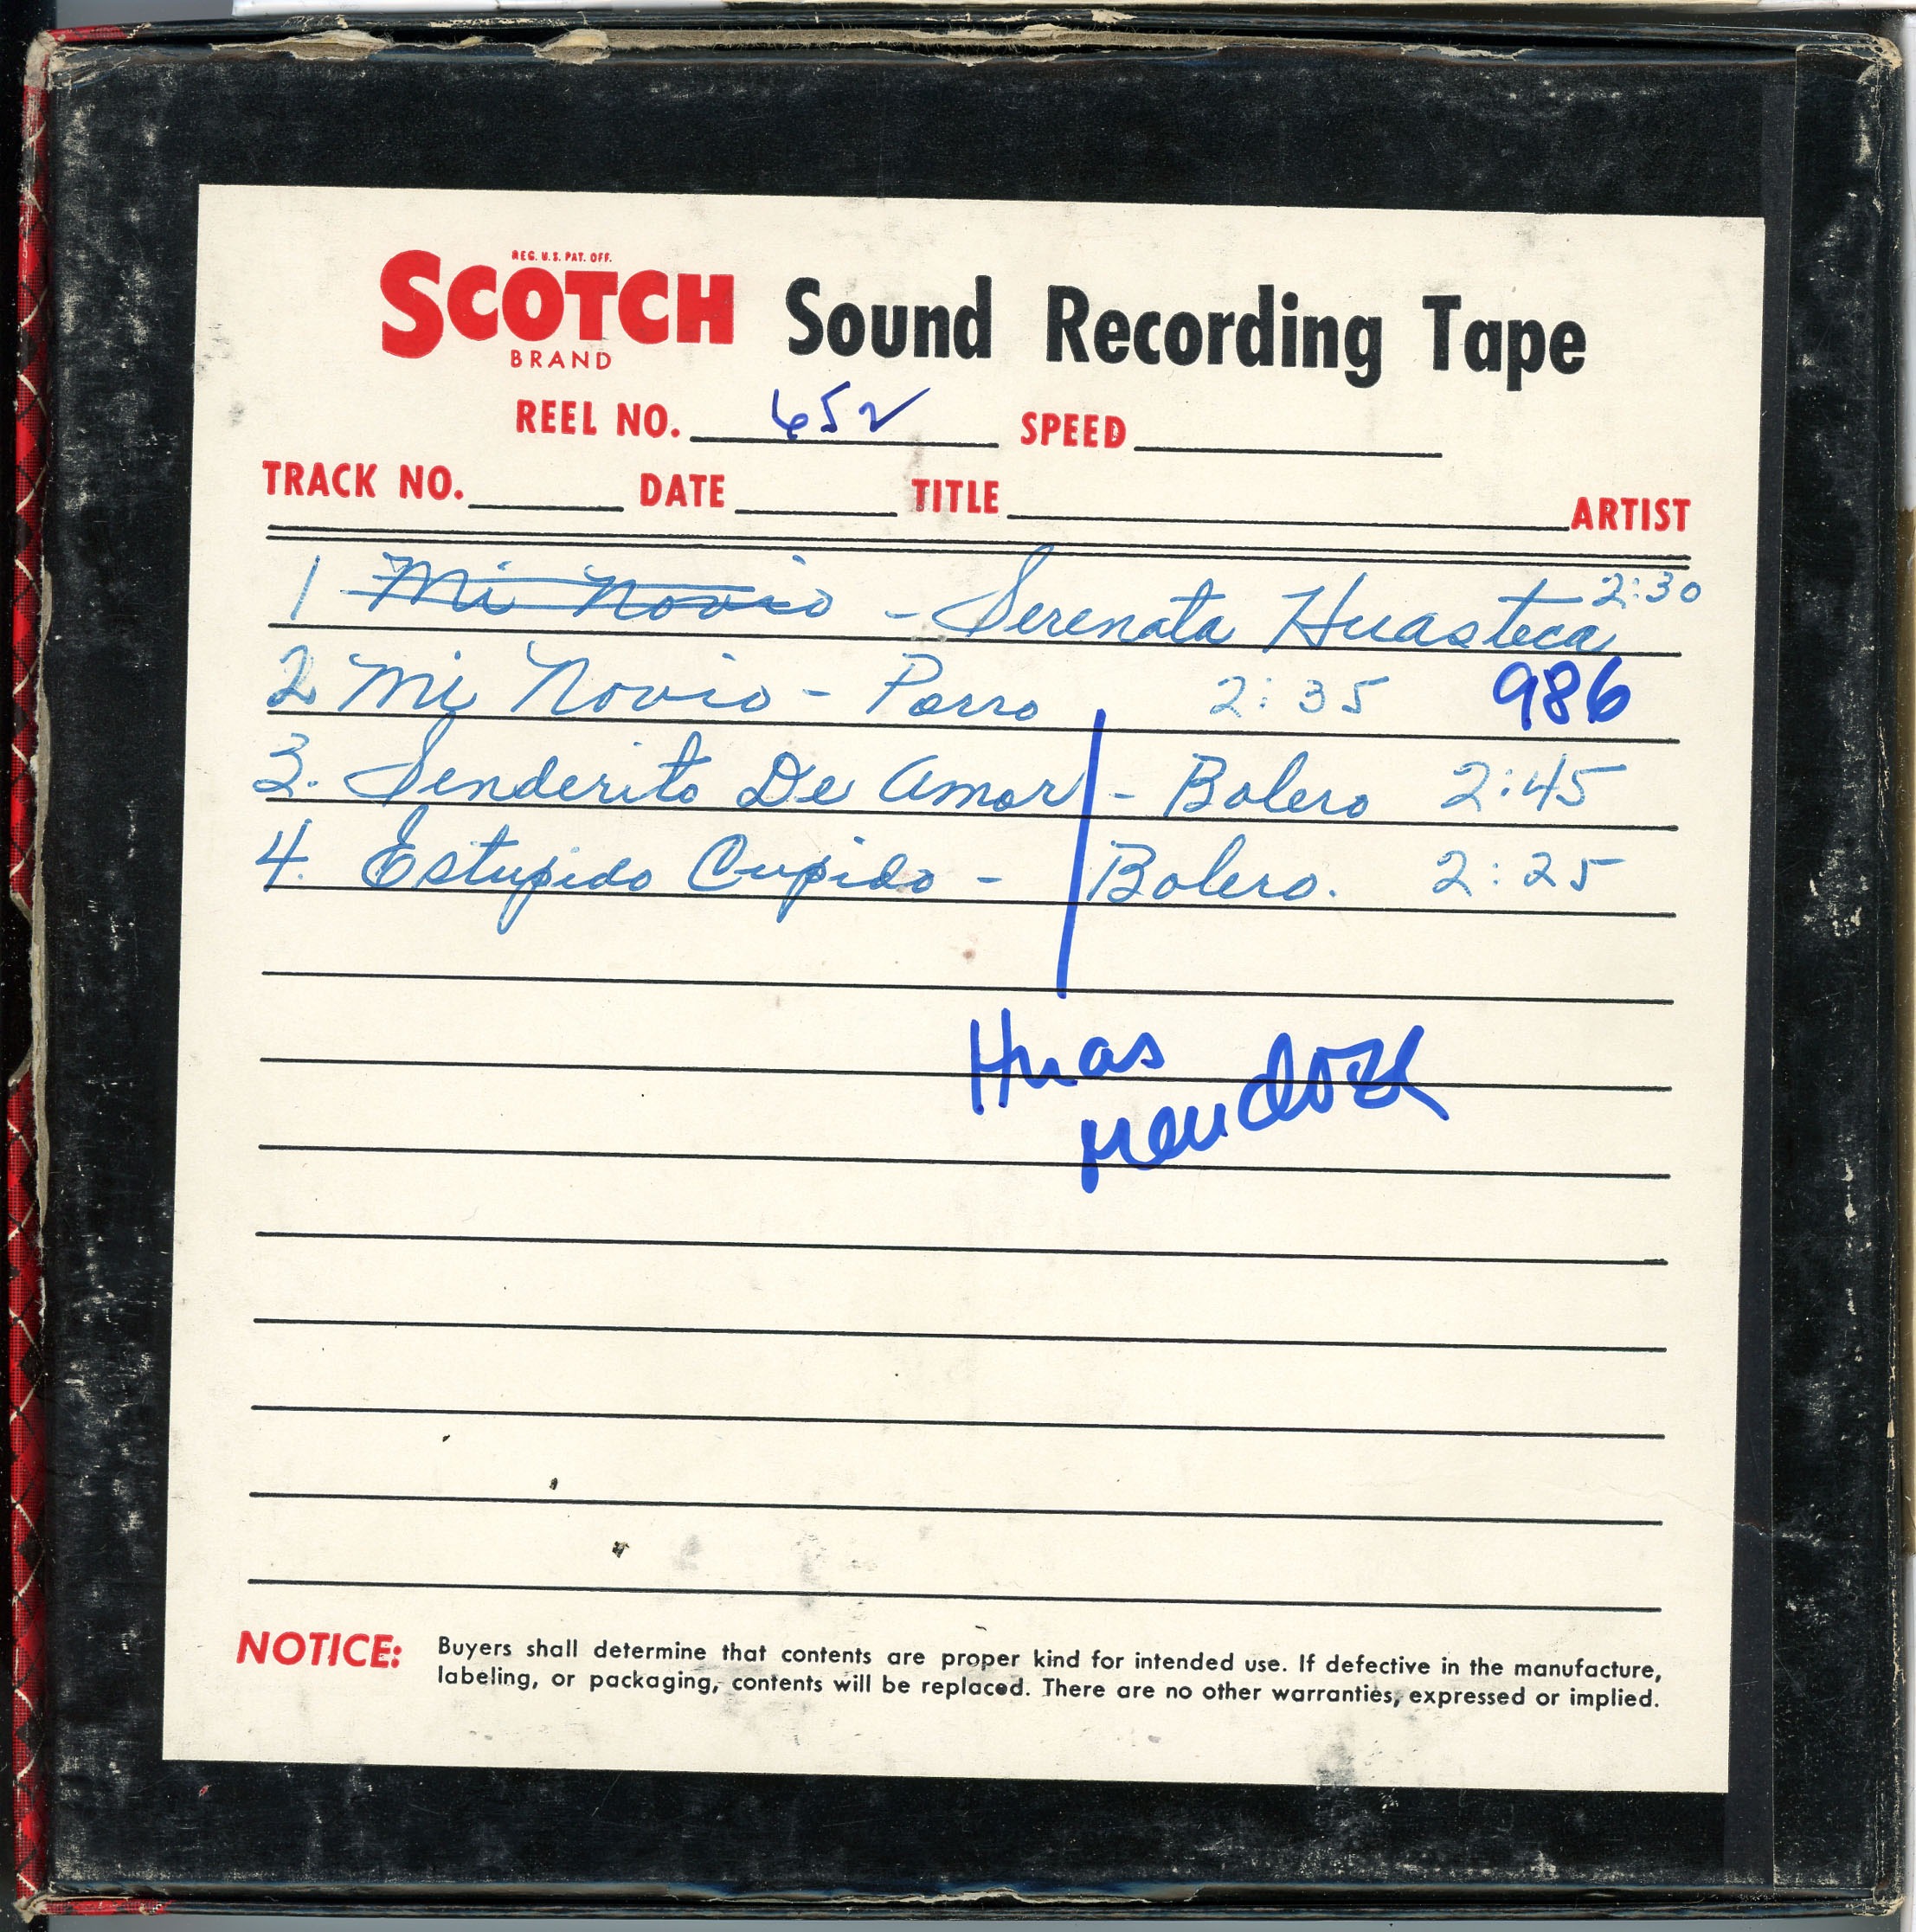 REG. U.S. PAT. OFF.
SCOTCH Sound Recording Tape
BRAND
REEL NO. 652 SPEED
TRACK NO. DATE TITLE ARTIST
1 Mi Novio - Serenata Huasteca 2:30
2 Mi Novio - Porro 2:35 986
3. Senderito De Amor - Bolero 2:45
4. Estupido Cupido - Bolero. 2:25
Huas
Mendoza
NOTICE: Buyers shall determine that contents are proper kind for intended use. If defective in the manufacture,
labeling, or packaging, contents will be replaced. There are no other warranties, expressed or implied.